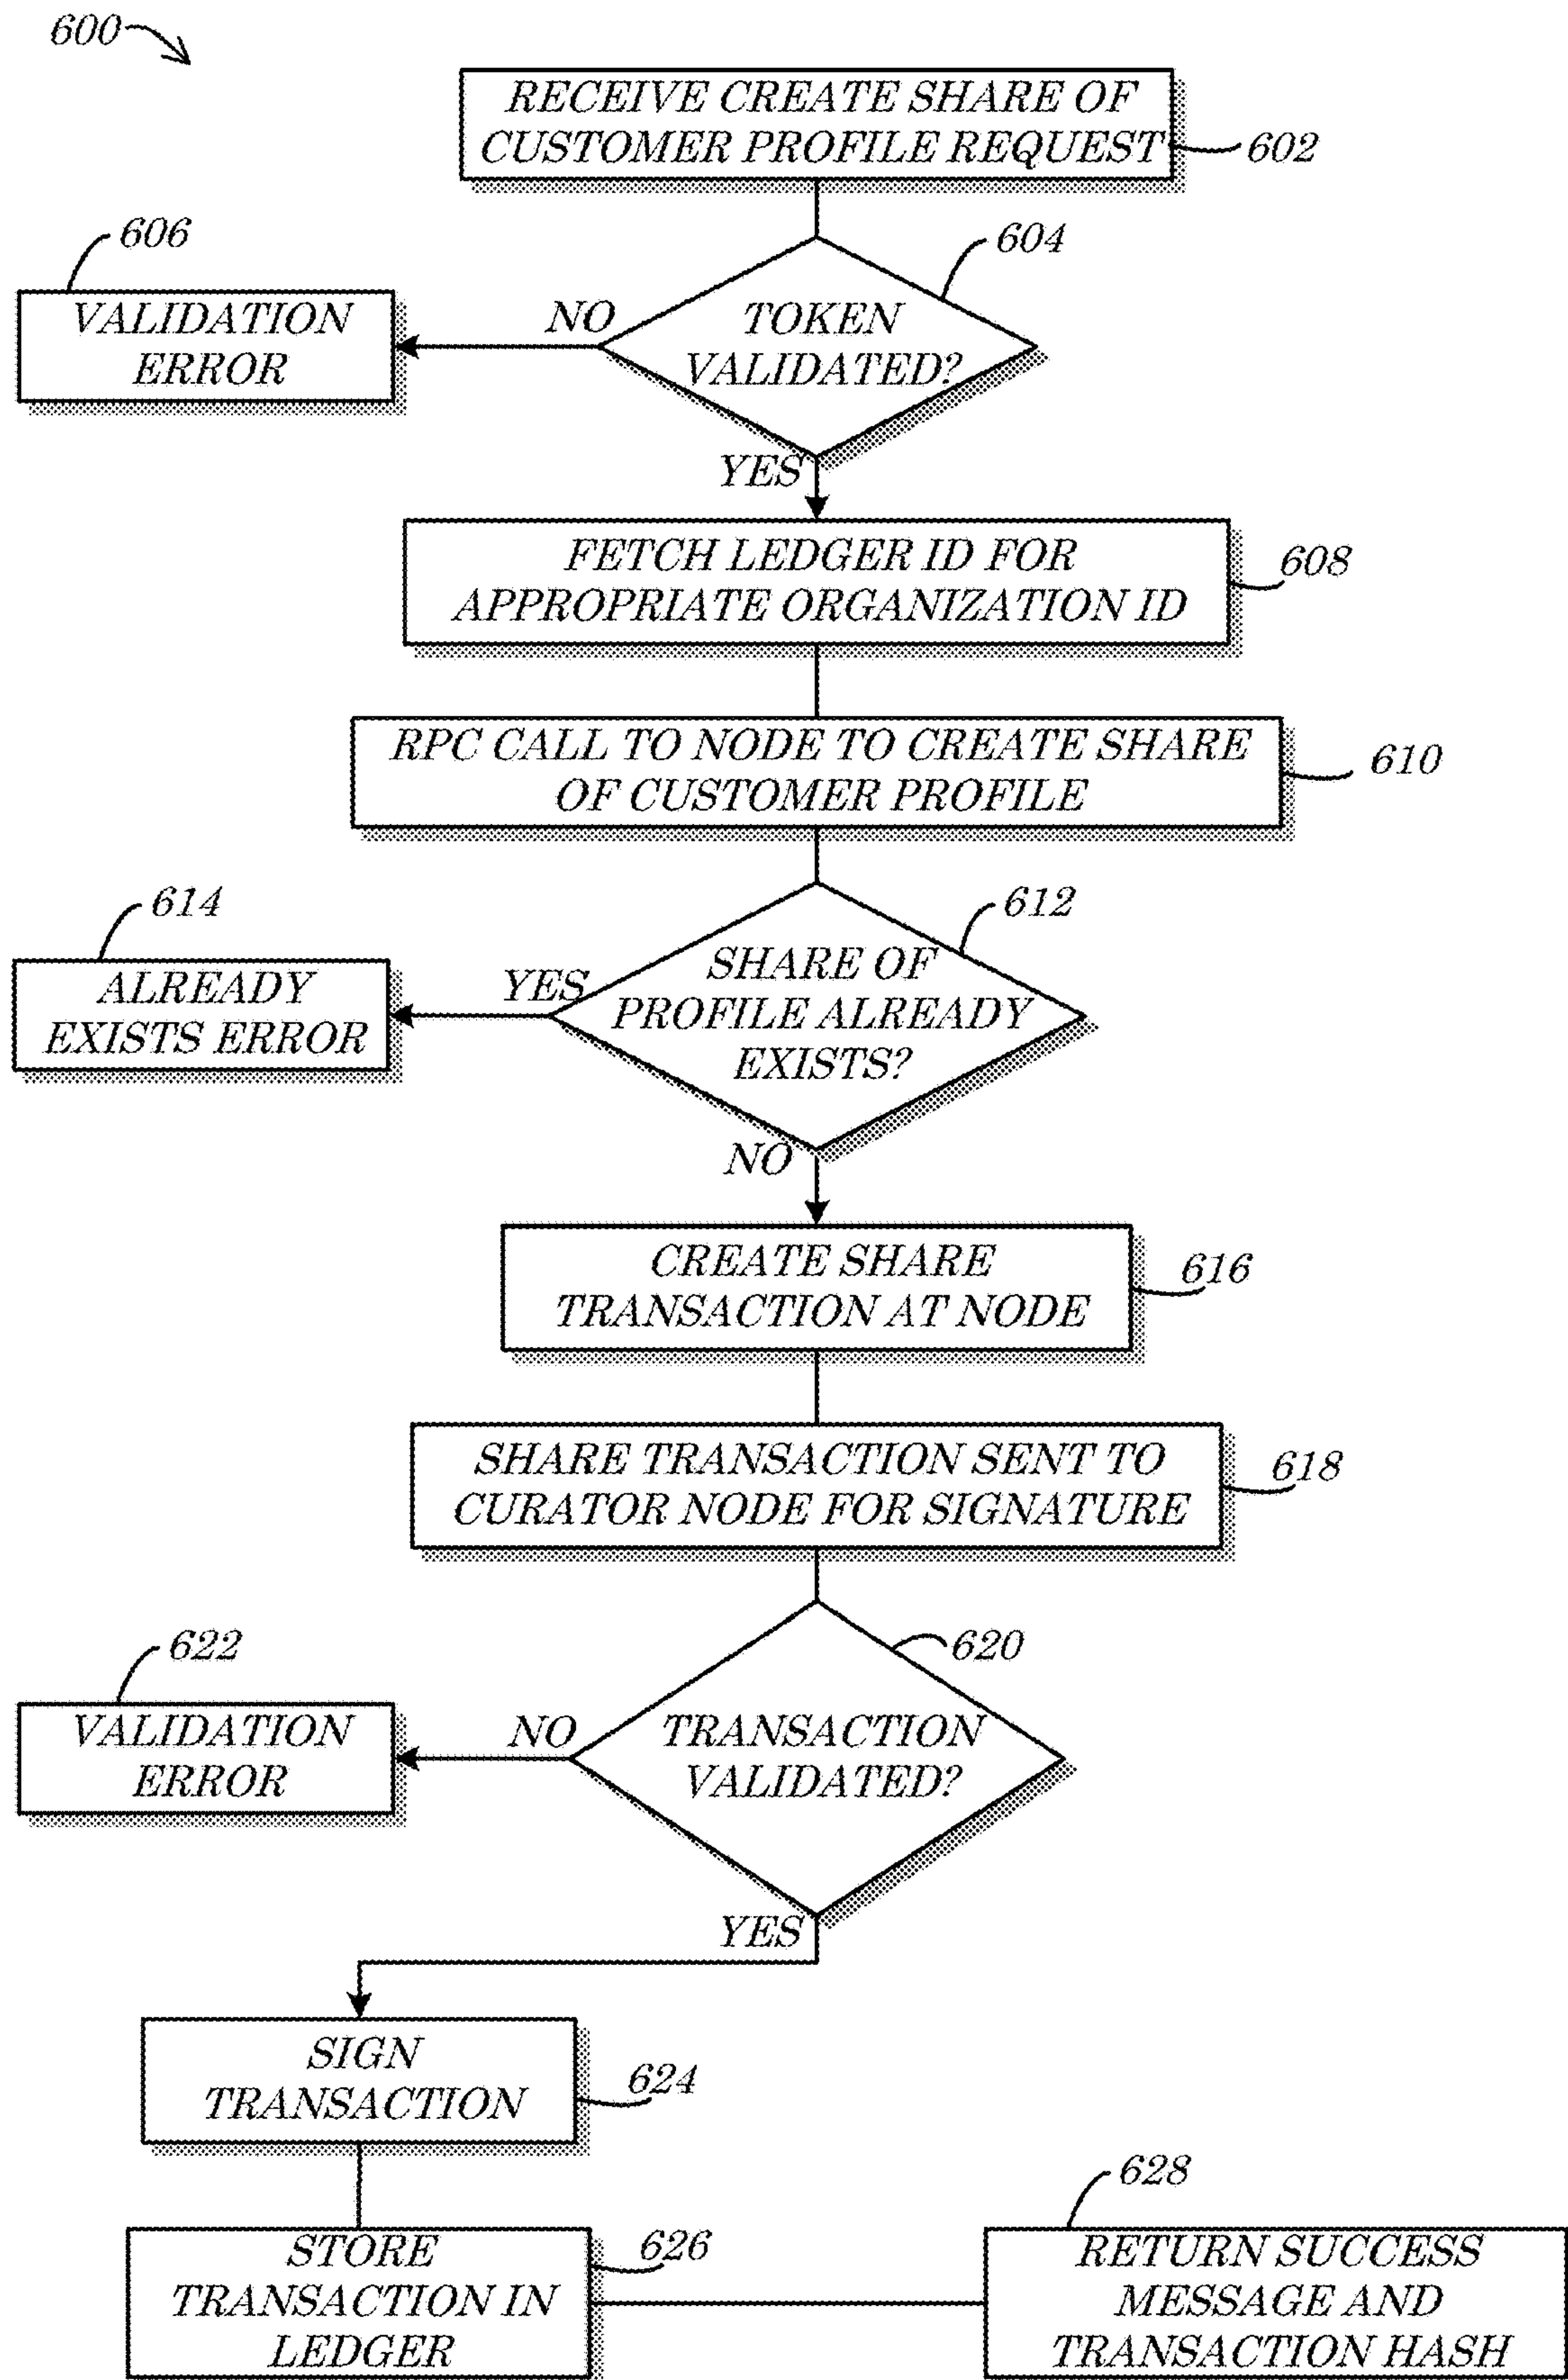 600
RECEIVE CREATE SHARE OF
CUSTOMER PROFILE REQUEST
602
606
604
VALIDATION
ERROR
NO
TOKEN
VALIDATED?
YES
FETCH LEDGER ID FOR
APPROPRIATE ORGANIZATION ID
608
RPC CALL TO NODE TO CREATE SHARE
OF CUSTOMER PROFILE
610
614
612
ALREADY
EXISTS ERROR
YES
SHARE OF
PROFILE ALREADY
EXISTS?
NO
CREATE SHARE
TRANSACTION AT NODE
616
SHARE TRANSACTION SENT TO
CURATOR NODE FOR SIGNATURE
618
622
620
VALIDATION
ERROR
NO
TRANSACTION
VALIDATED?
YES
SIGN
TRANSACTION
624
STORE
TRANSACTION IN
LEDGER
626
628
RETURN SUCCESS
MESSAGE AND
TRANSACTION HASH